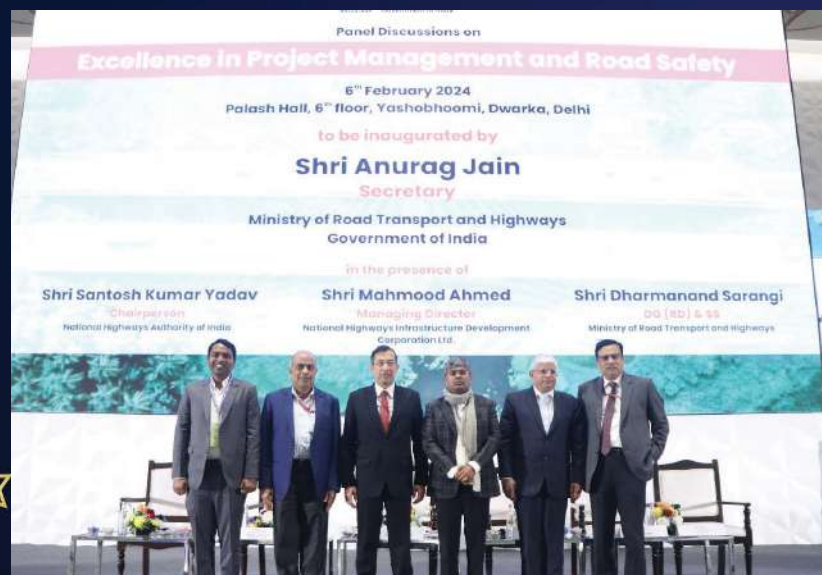 Panel Discussions on
Excellence in Project Management and Road Safety
6th February 2024
Palash Hall, 6th floor, Yashobhoomi, Dwarka, Delhi
to be inaugurated by
Shri Anurag Jain
Secretary
Ministry of Road Transport and Highways
Government of India
in the presence of
Shri Santosh Kumar Yadav
Chairperson
National Highways Authority of India
Shri Mahmood Ahmed
Managing Director
National Highways Infrastructure Development
Corporation Ltd
Shri Dharmanand Sarangi
DG (RD) & SS
Ministry of Road Transport and Highways